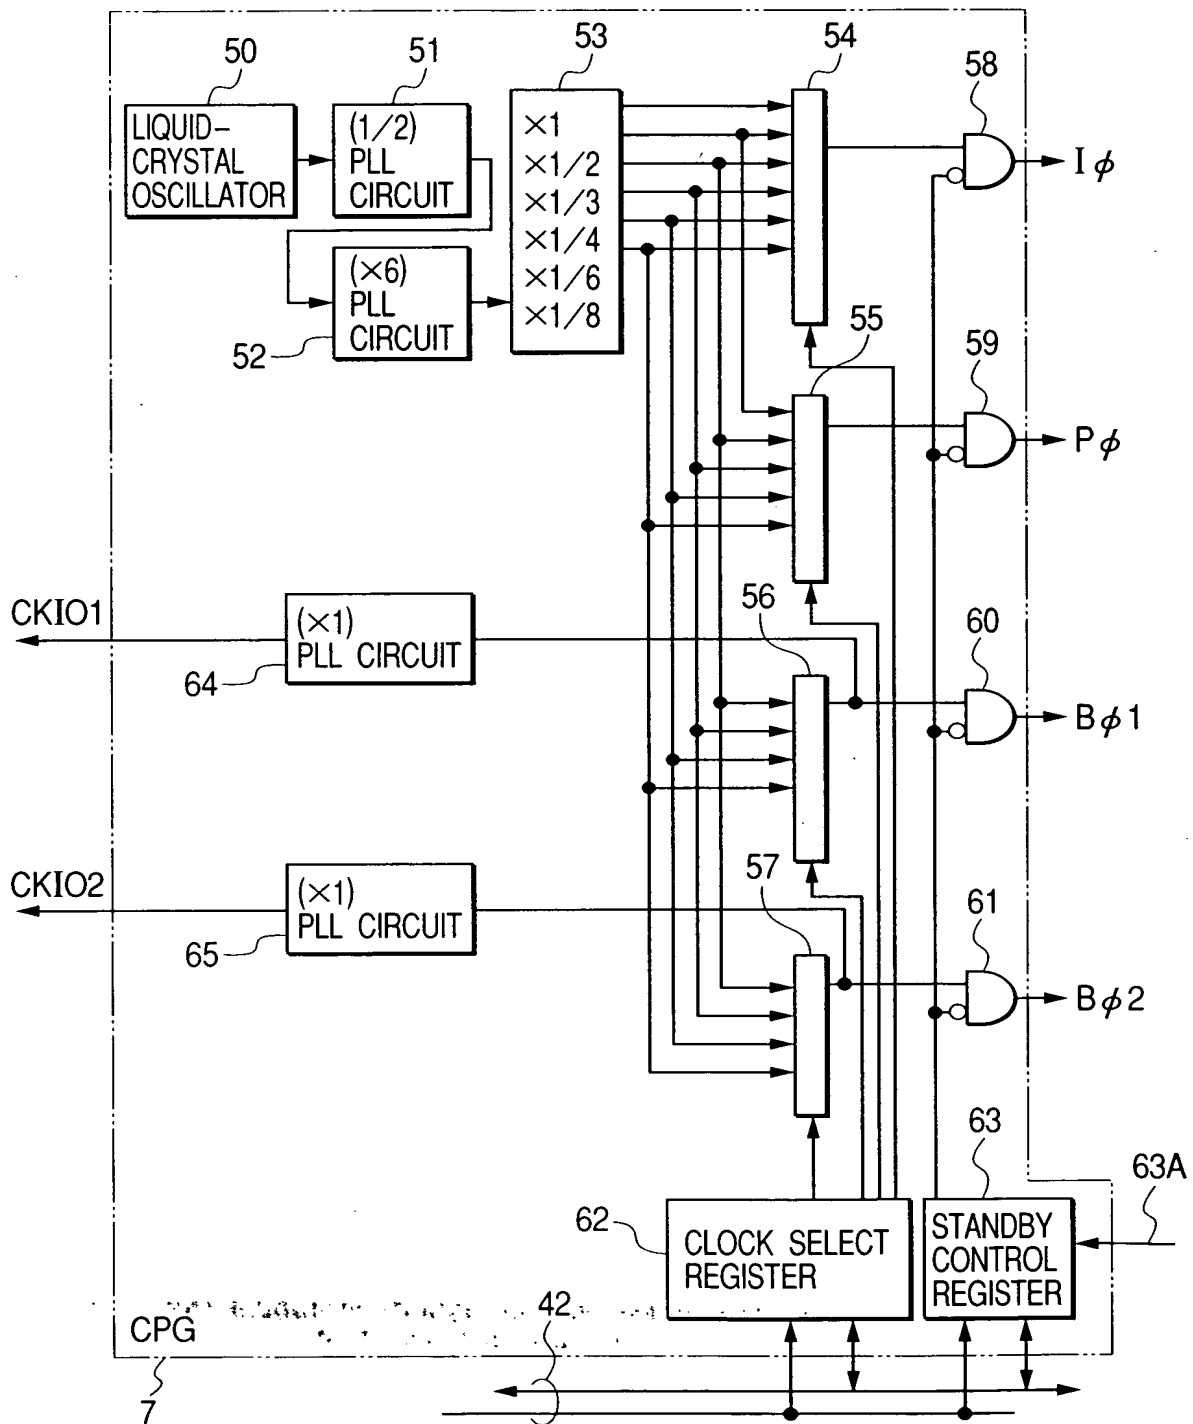 50
51
53
54
58
LIQUID-
CRYSTAL
OSCILLATOR
(1/2)
PLL
CIRCUIT
×1
×1/2
×1/3
×1/4
×1/6
×1/8
Iϕ
(×6)
PLL
CIRCUIT
52
55
59
Pϕ
CKIO1
(×1)
PLL CIRCUIT
64
56
60
Bϕ1
CKIO2
(×1)
PLL CIRCUIT
65
57
61
Bϕ2
63
63A
62
CLOCK SELECT
REGISTER
STANDBY
CONTROL
REGISTER
42
CPG
7